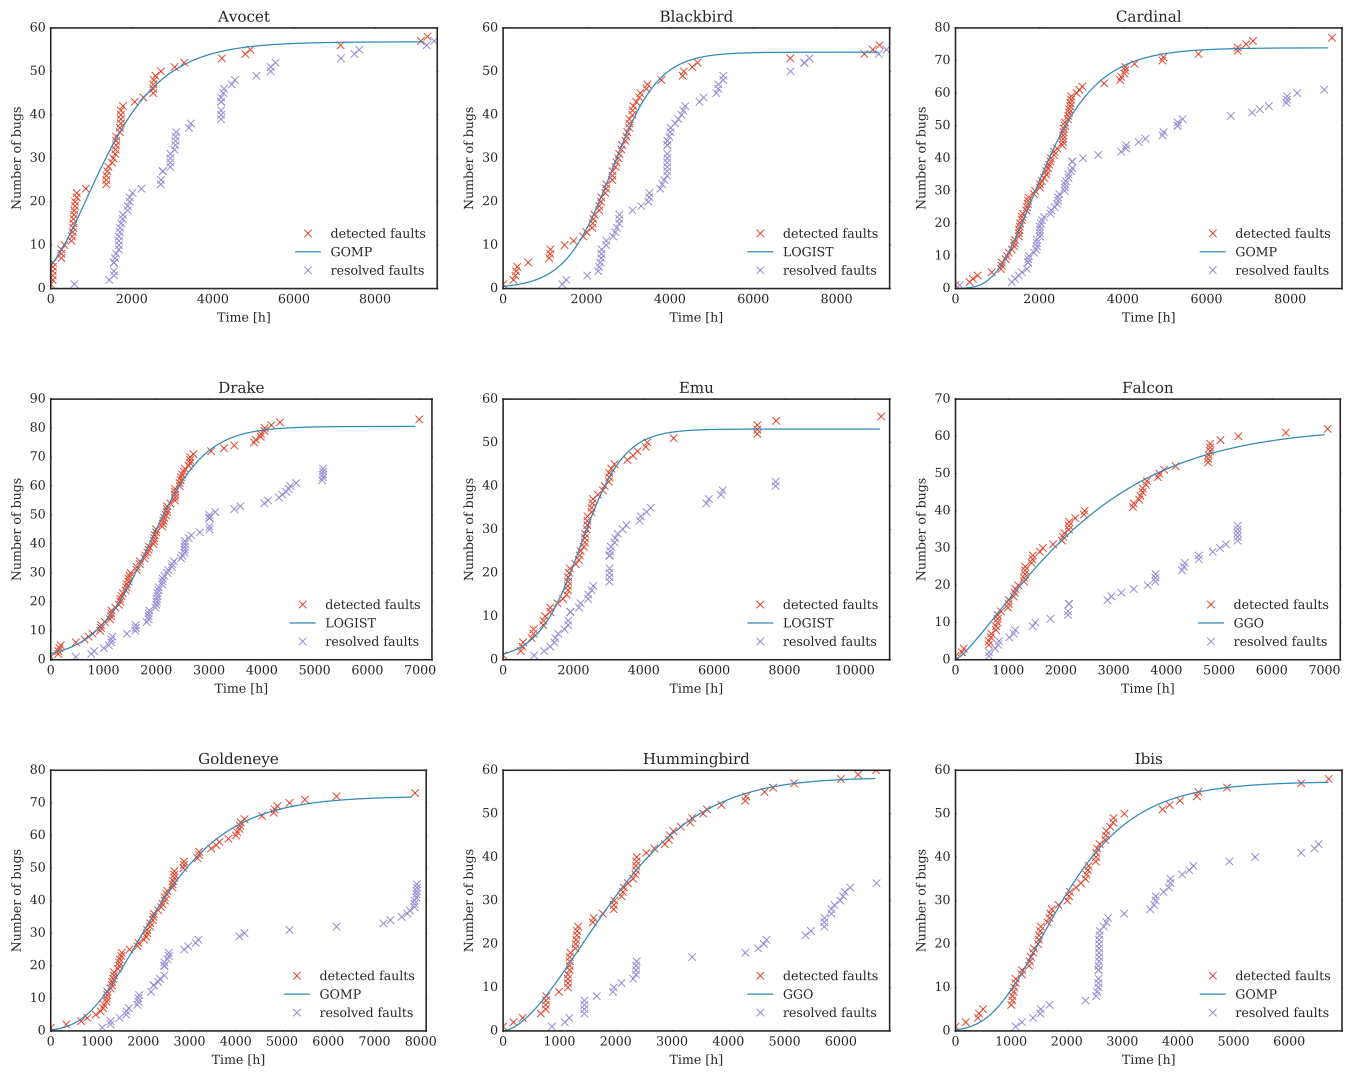 Avocet
Number of bugs
60
50
40
30
20
10
0
0 2000 4000 6000 8000
Time [h]
detected faults
GOMP
resolved faults
Blackbird
Number of bugs
60
50
40
30
20
10
0
0 2000 4000 6000 8000
Time [h]
detected faults
LOGIST
resolved faults
Cardinal
Number of bugs
80
70
60
50
40
30
20
10
0
0 2000 4000 6000 8000
Time [h]
detected faults
GOMP
resolved faults
Drake
Number of bugs
90
80
70
60
50
40
30
20
10
0
0 1000 2000 3000 4000 5000 6000 7000
Time [h]
detected faults
LOGIST
resolved faults
Emu
Number of bugs
60
50
40
30
20
10
0
0 2000 4000 6000 8000 10000
Time [h]
detected faults
LOGIST
resolved faults
Falcon
Number of bugs
70
60
50
40
30
20
10
0
0 1000 2000 3000 4000 5000 6000 7000
Time [h]
detected faults
GGO
resolved faults
Goldeneye
Number of bugs
80
70
60
50
40
30
20
10
0
0 1000 2000 3000 4000 5000 6000 7000 8000
Time [h]
detected faults
GOMP
resolved faults
Hummingbird
Number of bugs
60
50
40
30
20
10
0
0 1000 2000 3000 4000 5000 6000
Time [h]
detected faults
GGO
resolved faults
Ibis
Number of bugs
60
50
40
30
20
10
0
0 1000 2000 3000 4000 5000 6000
Time [h]
detected faults
GOMP
resolved faults